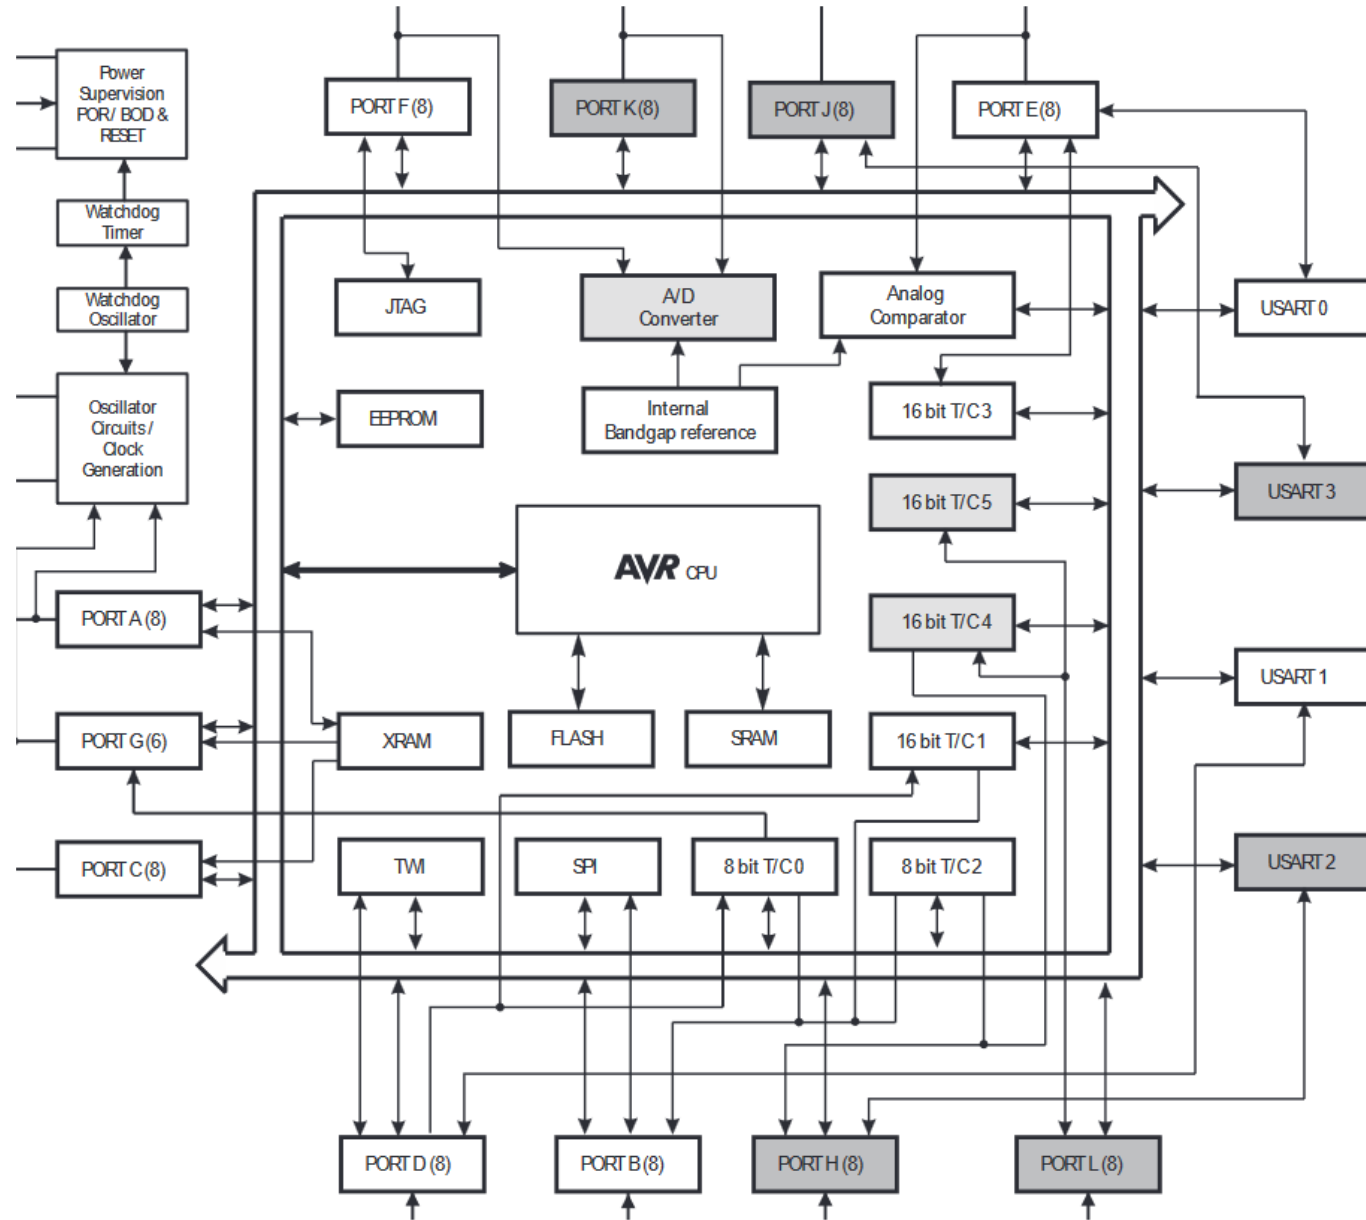 Power
Supervision
POR/ BOD &
RESET
PORT F (8)
PORT K (8)
PORT J (8)
PORT E (8)
Watchdog
Timer
Watchdog
Oscillator
JTAG
A/D
Converter
Analog
Comparator
USART 0
Oscillator
Circuits /
Clock
Generation
EEPROM
Internal
Bandgap reference
16 bit T/C 3
USART 3
16 bit T/C 5
AVR CPU
PORT A (8)
16 bit T/C 4
USART 1
PORT G (6)
XRAM
FLASH
SRAM
16 bit T/C 1
PORT C (8)
TWI
SPI
8 bit T/C 0
8 bit T/C 2
USART 2
PORT D (8)
PORT B (8)
PORT H (8)
PORT L (8)